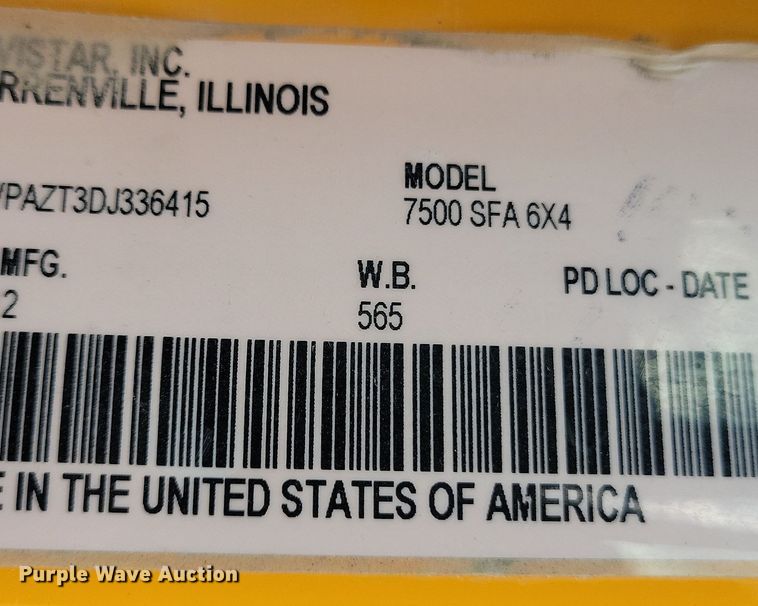 VISTAR, INC.
RRENVILLE, ILLINOIS
MODEL
VPAZT3DJ336415
7500 SFA 6X4
MFG.
W.B.
PD LOC - DATE
2
565
E IN THE UNITED STATES OF AMERICA
Purple Wave Auction